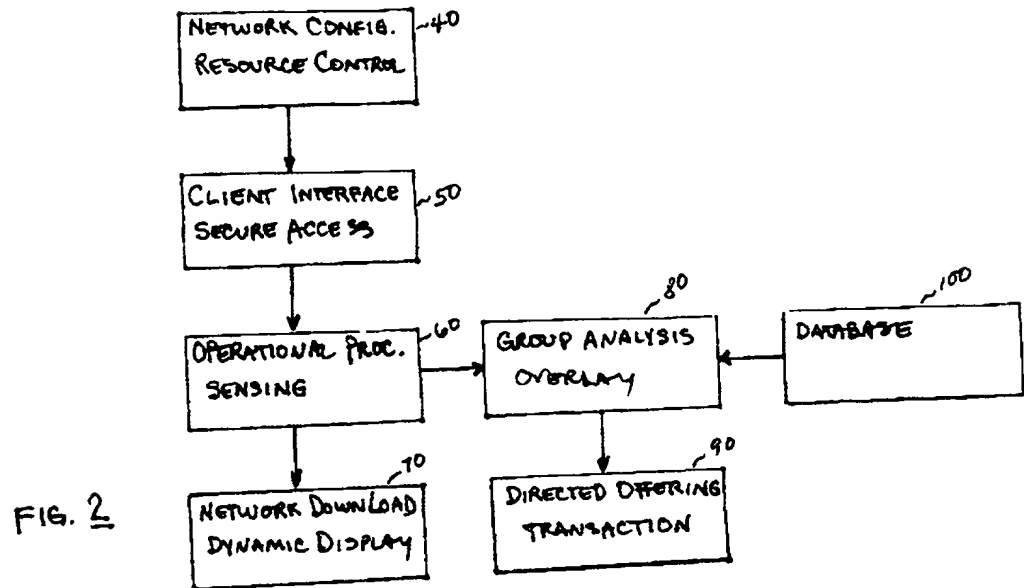 NETWORK CONFIG.
RESOURCE CONTROL
40
CLIENT INTERFACE
SECURE ACCESS
50
OPERATIONAL PROC.
SENSING
60
GROUP ANALYSIS
OVERLAY
80
DATABASE
100
NETWORK DOWNLOAD
DYNAMIC DISPLAY
70
DIRECTED OFFERING
TRANSACTION
90
FIG. 2